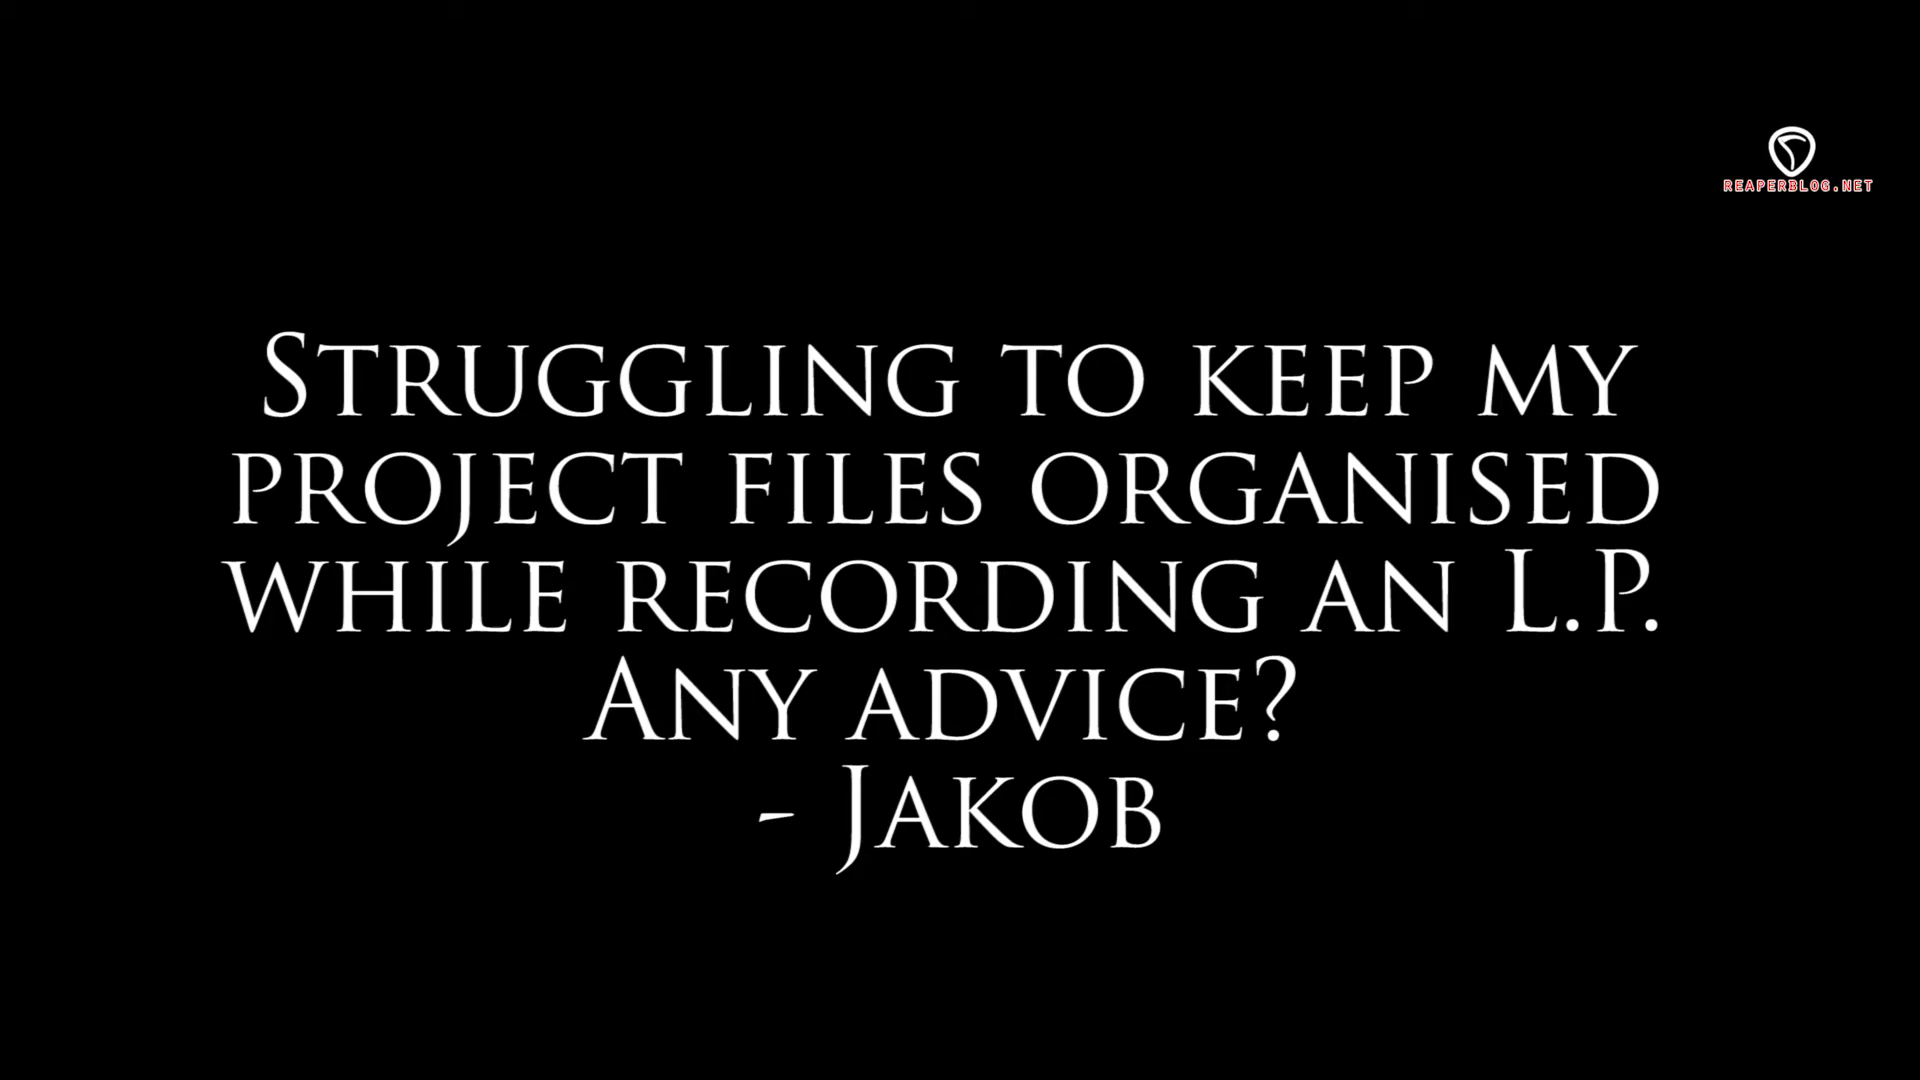 REAPERBLOG.NET
Struggling to keep my
project files organised
while recording an L.P.
Any advice?
- Jakob